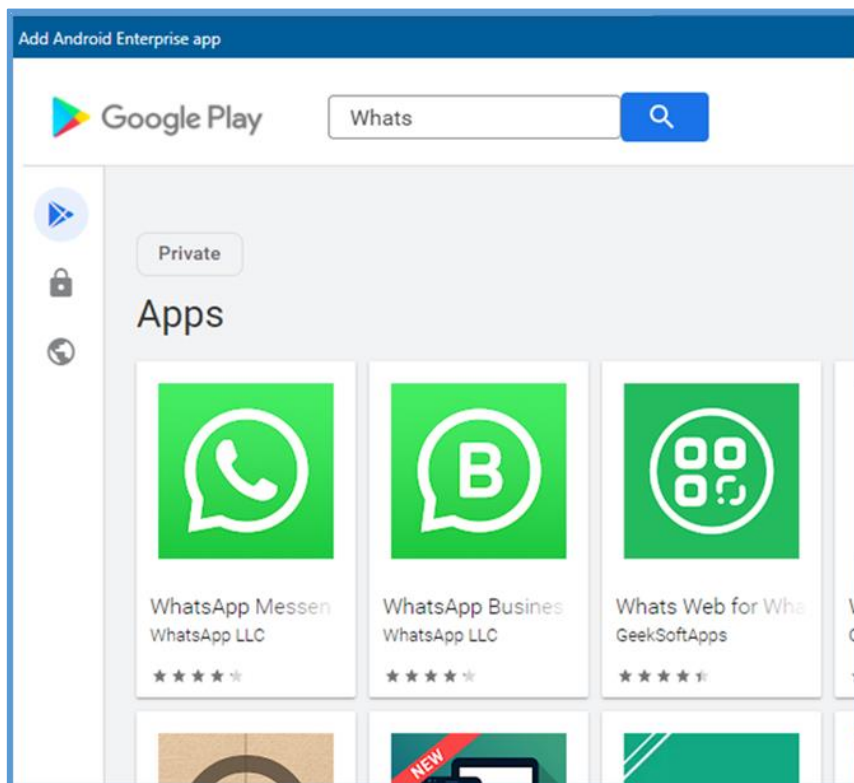 Add Android Enterprise app
Google Play
Whats
Private
Apps
B
WhatsApp Messen
WhatsApp LLC
WhatsApp Busines
WhatsApp LLC
Whats Web for Wha
GeekSoftApps
NEW